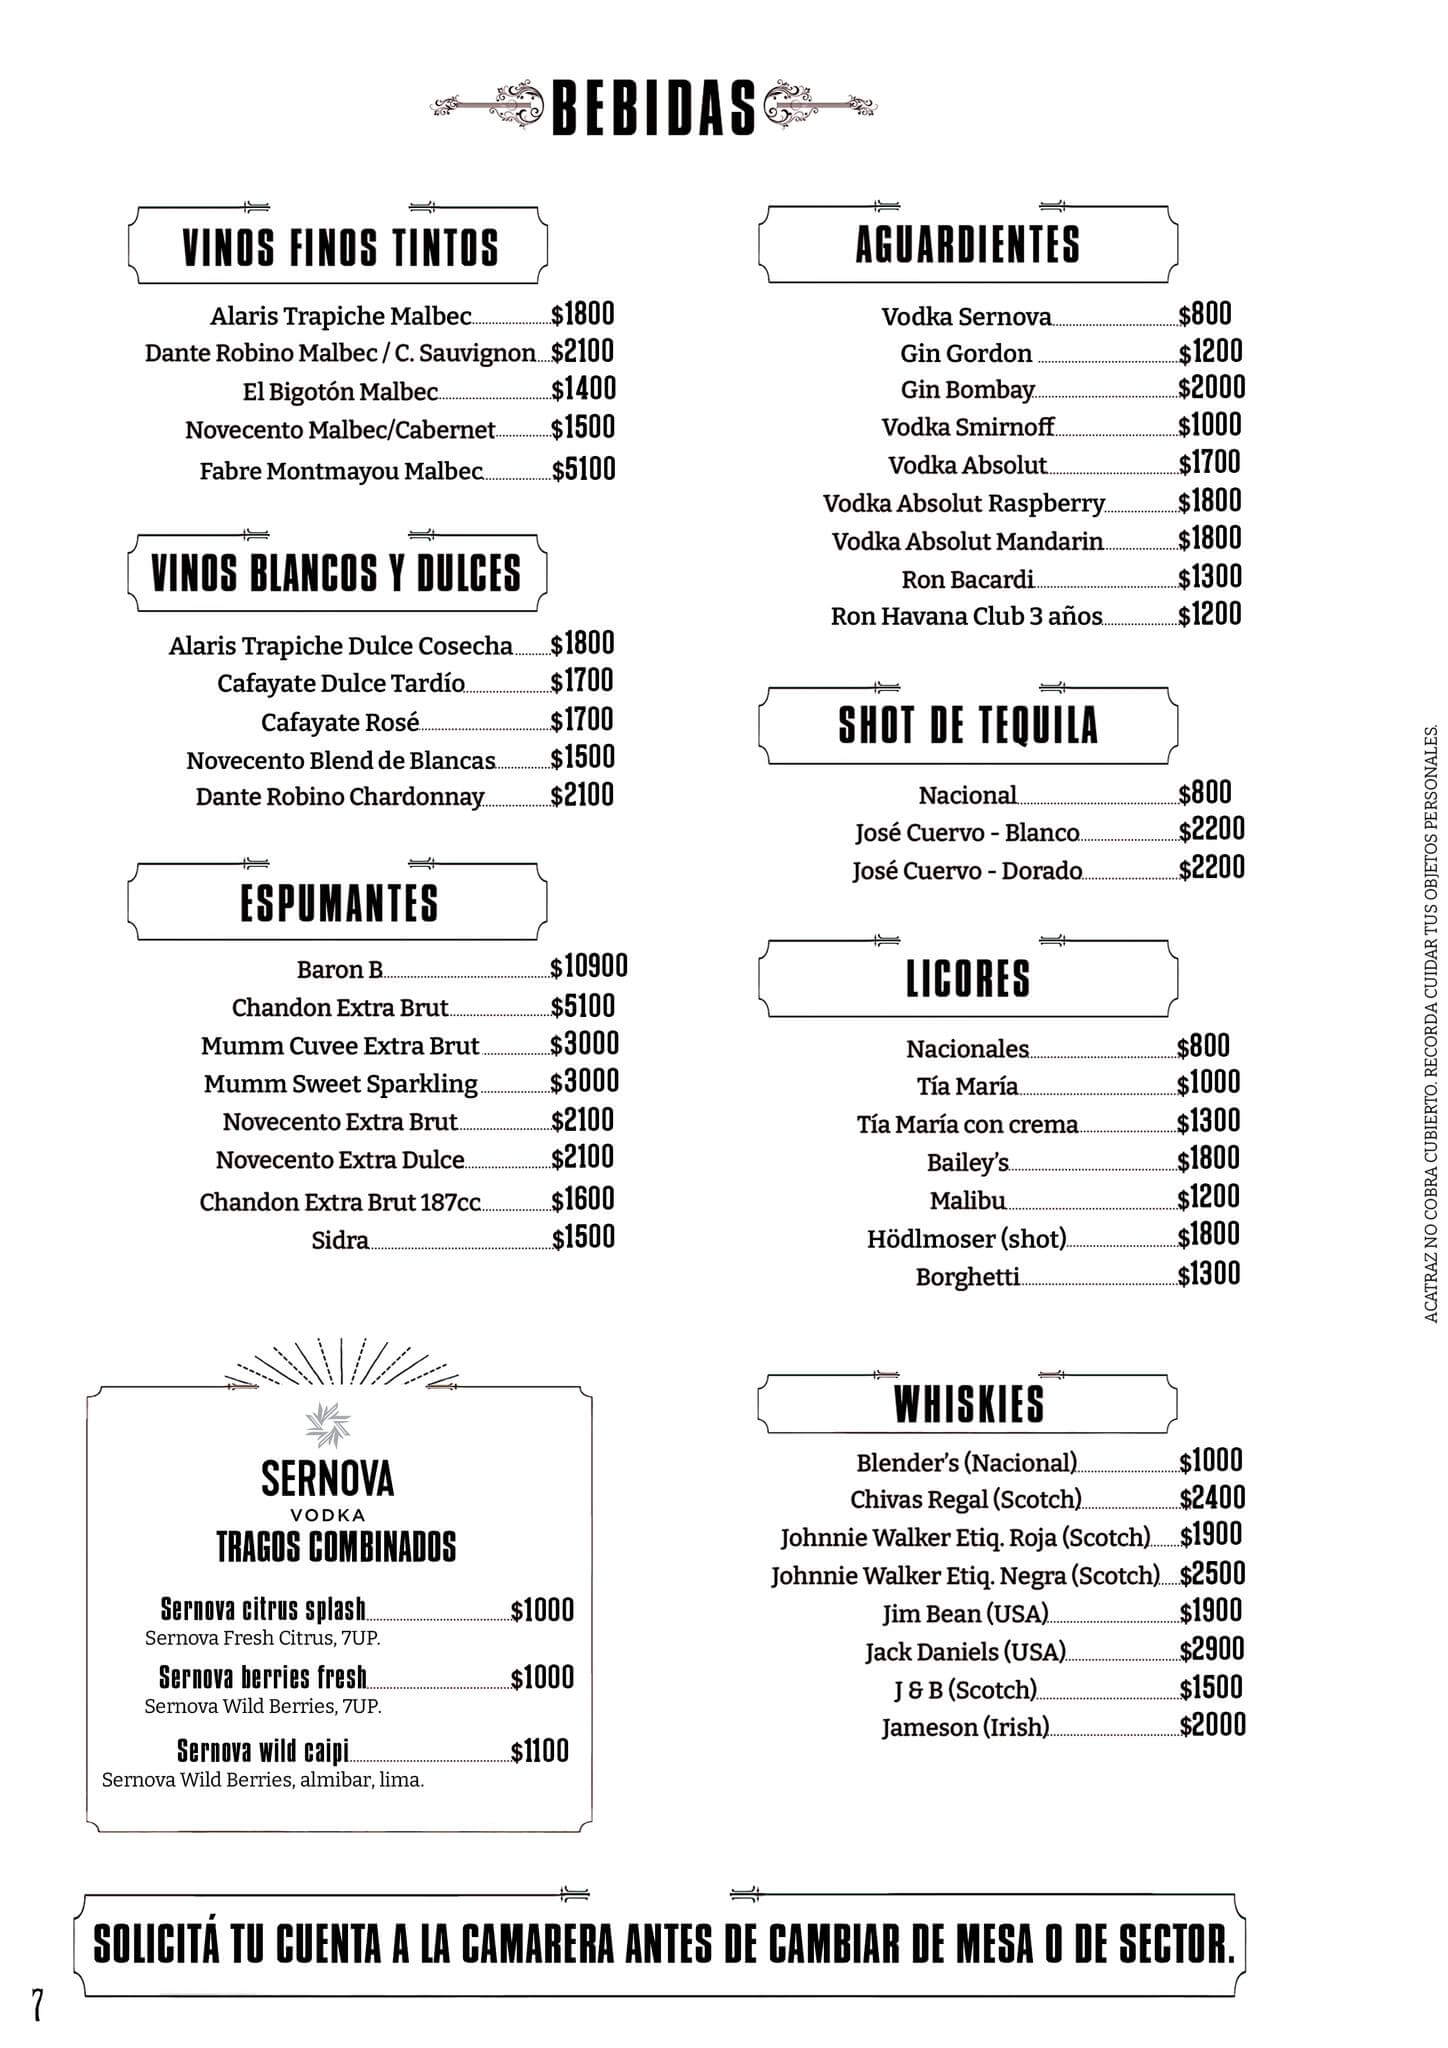 BEBIDAS
VINOS FINOS TINTOS
Alaris Trapiche Malbec $1800
Dante Robino Malbec / C. Sauvignon $2100
El Bigotón Malbec $1400
Novecento Malbec/Cabernet $1500
Fabre Montmayou Malbec $5100
VINOS BLANCOS Y DULCES
Alaris Trapiche Dulce Cosecha $1800
Cafayate Dulce Tardío $1700
Cafayate Rosé $1700
Novecento Blend de Blancas $1500
Dante Robino Chardonnay $2100
ESPUMANTES
Baron B $10900
Chandon Extra Brut $5100
Mumm Cuvee Extra Brut $3000
Mumm Sweet Sparkling $3000
Novecento Extra Brut $2100
Novecento Extra Dulce $2100
Chandon Extra Brut 187cc $1600
Sidra $1500
SERNOVA
VODKA
TRAGOS COMBINADOS
Sernova citrus splash $1000
Sernova Fresh Citrus, 7UP.
Sernova berries fresh $1000
Sernova Wild Berries, 7UP.
Sernova wild caipi $1100
Sernova Wild Berries, almibar, lima.
AGUARDIENTES
Vodka Sernova $800
Gin Gordon $1200
Gin Bombay $2000
Vodka Smirnoff $1000
Vodka Absolut $1700
Vodka Absolut Raspberry $1800
Vodka Absolut Mandarin $1800
Ron Bacardi $1300
Ron Havana Club 3 años $1200
SHOT DE TEQUILA
Nacional $800
José Cuervo - Blanco $2200
José Cuervo - Dorado $2200
LICORES
Nacionales $800
Tía María $1000
Tía María con crema $1300
Bailey's $1800
Malibu $1200
Hödlmoser (shot) $1800
Borghetti $1300
WHISKIES
Blender's (Nacional) $1000
Chivas Regal (Scotch) $2400
Johnnie Walker Etiq. Roja (Scotch) $1900
Johnnie Walker Etiq. Negra (Scotch) $2500
Jim Bean (USA) $1900
Jack Daniels (USA) $2900
J & B (Scotch) $1500
Jameson (Irish) $2000
ACATRAZ NO COBRA CUBIERTO. RECORDA CUIDAR TUS OBJETOS PERSONALES.
SOLICITÁ TU CUENTA A LA CAMARERA ANTES DE CAMBIAR DE MESA O DE SECTOR.
7